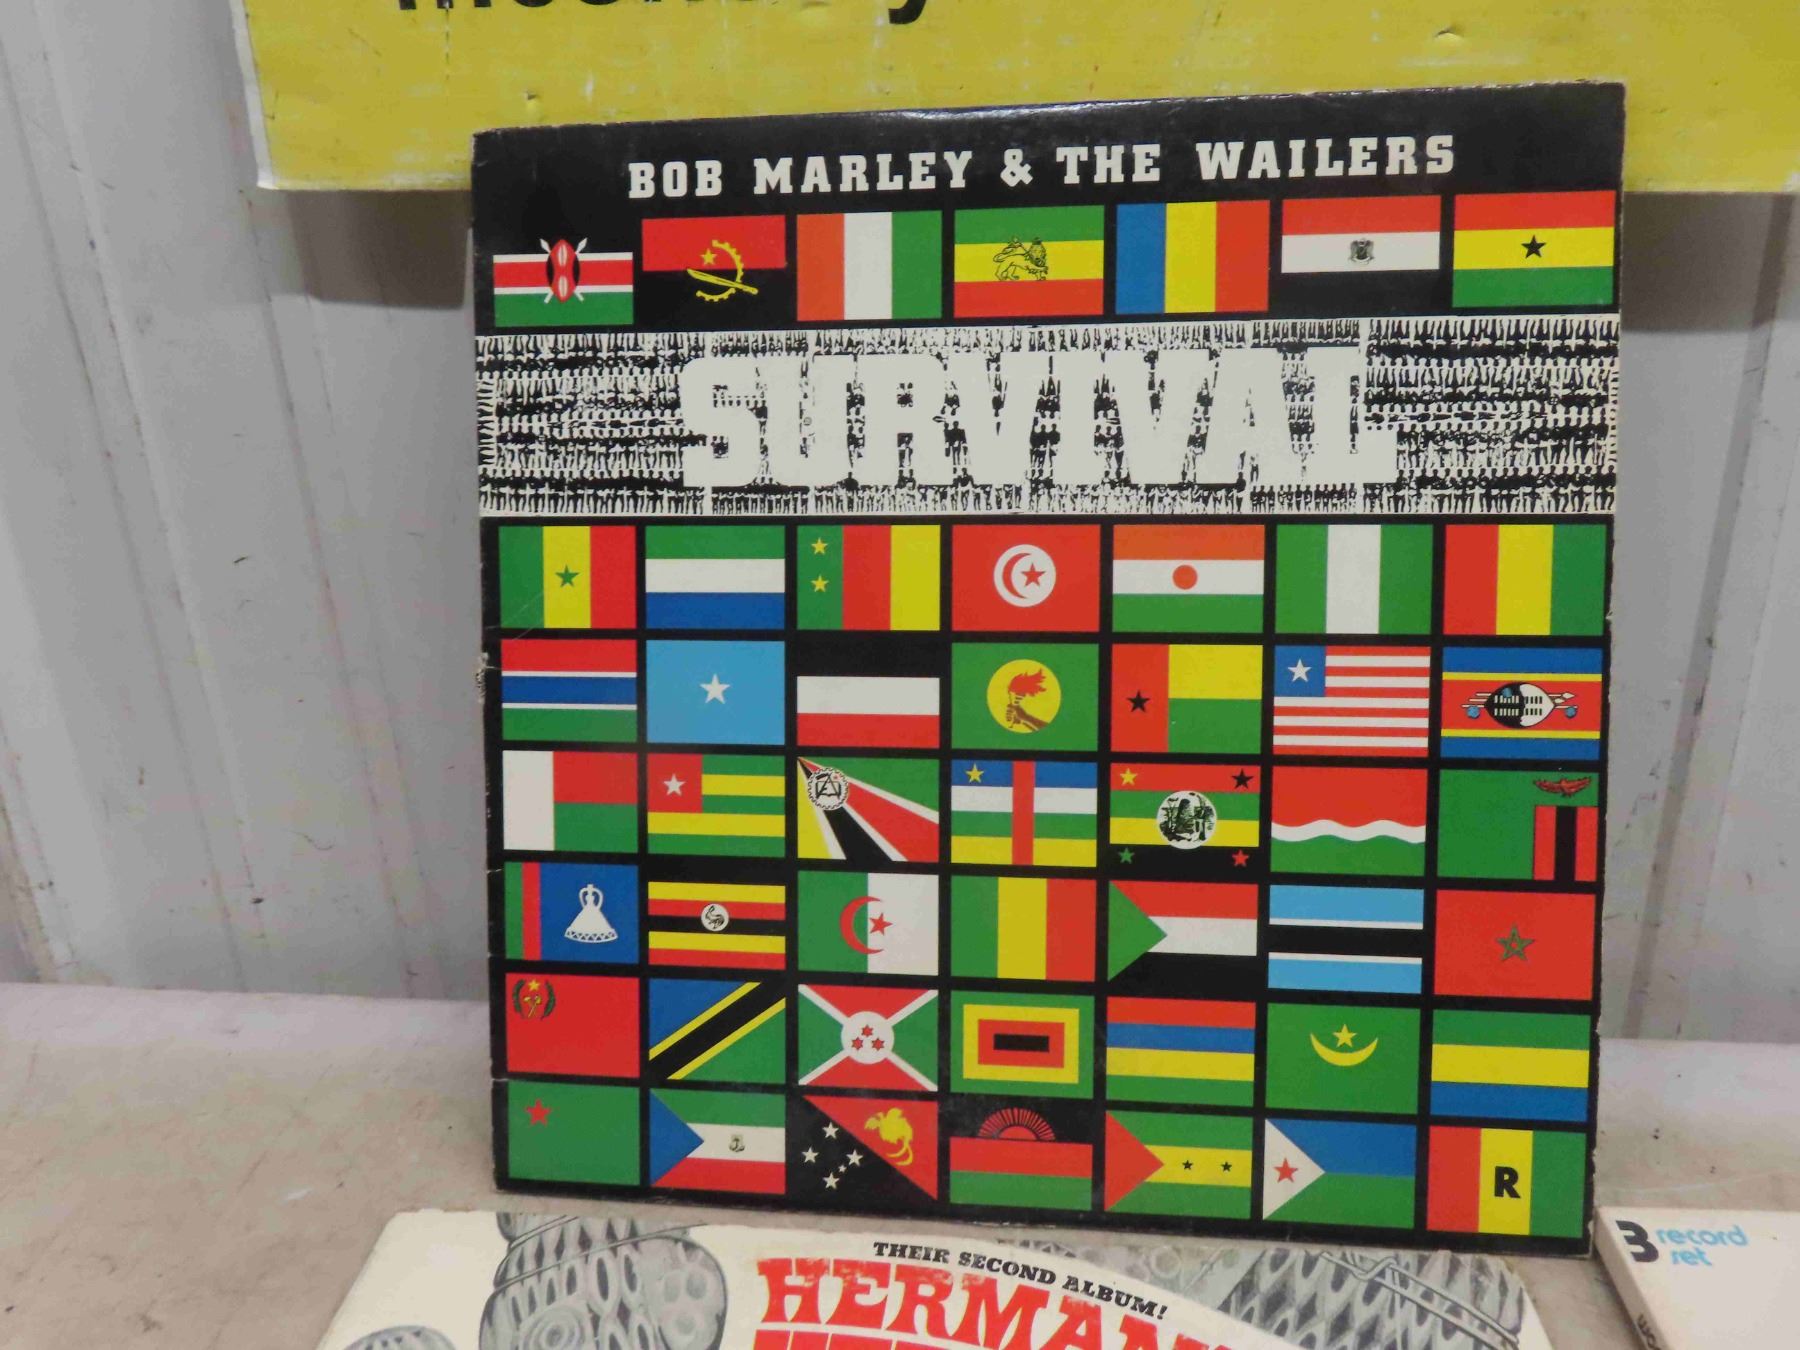 BOB MARLEY & THE WAILERS
SURVIVAL
R
THEIR SECOND ALBUM!
3 record
set